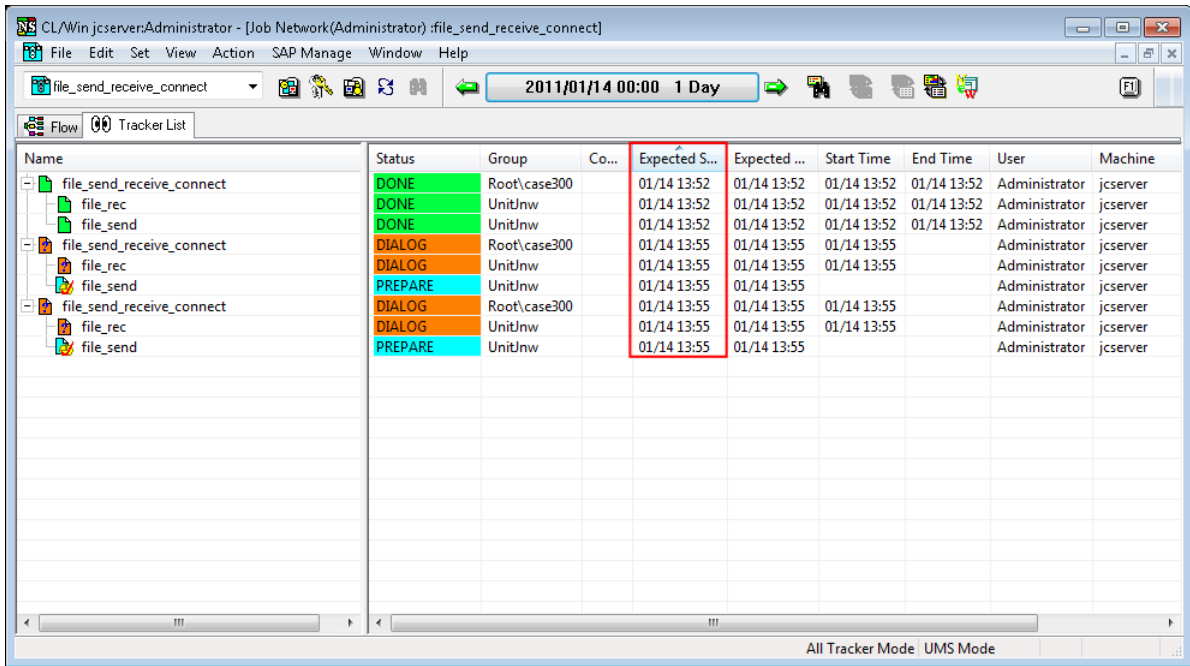 CL/Win jcserver:Administrator - [Job Network(Administrator) :file_send_receive_connect]
File Edit Set View Action SAP Manage Window Help
file_send_receive_connect 2011/01/14 00:00 1 Day F1
Flow Tracker List
Name Status Group Co... Expected S... Expected ... Start Time End Time User Machine
file_send_receive_connect DONE Root\case300 01/14 13:52 01/14 13:52 01/14 13:52 01/14 13:52 Administrator jcserver
file_rec DONE UnitJnw 01/14 13:52 01/14 13:52 01/14 13:52 01/14 13:52 Administrator jcserver
file_send DONE UnitJnw 01/14 13:52 01/14 13:52 01/14 13:52 01/14 13:52 Administrator jcserver
file_send_receive_connect DIALOG Root\case300 01/14 13:55 01/14 13:55 01/14 13:55 Administrator jcserver
file_rec DIALOG UnitJnw 01/14 13:55 01/14 13:55 01/14 13:55 Administrator jcserver
file_send PREPARE UnitJnw 01/14 13:55 01/14 13:55 Administrator jcserver
file_send_receive_connect DIALOG Root\case300 01/14 13:55 01/14 13:55 01/14 13:55 Administrator jcserver
file_rec DIALOG UnitJnw 01/14 13:55 01/14 13:55 01/14 13:55 Administrator jcserver
file_send PREPARE UnitJnw 01/14 13:55 01/14 13:55 Administrator jcserver
All Tracker Mode UMS Mode